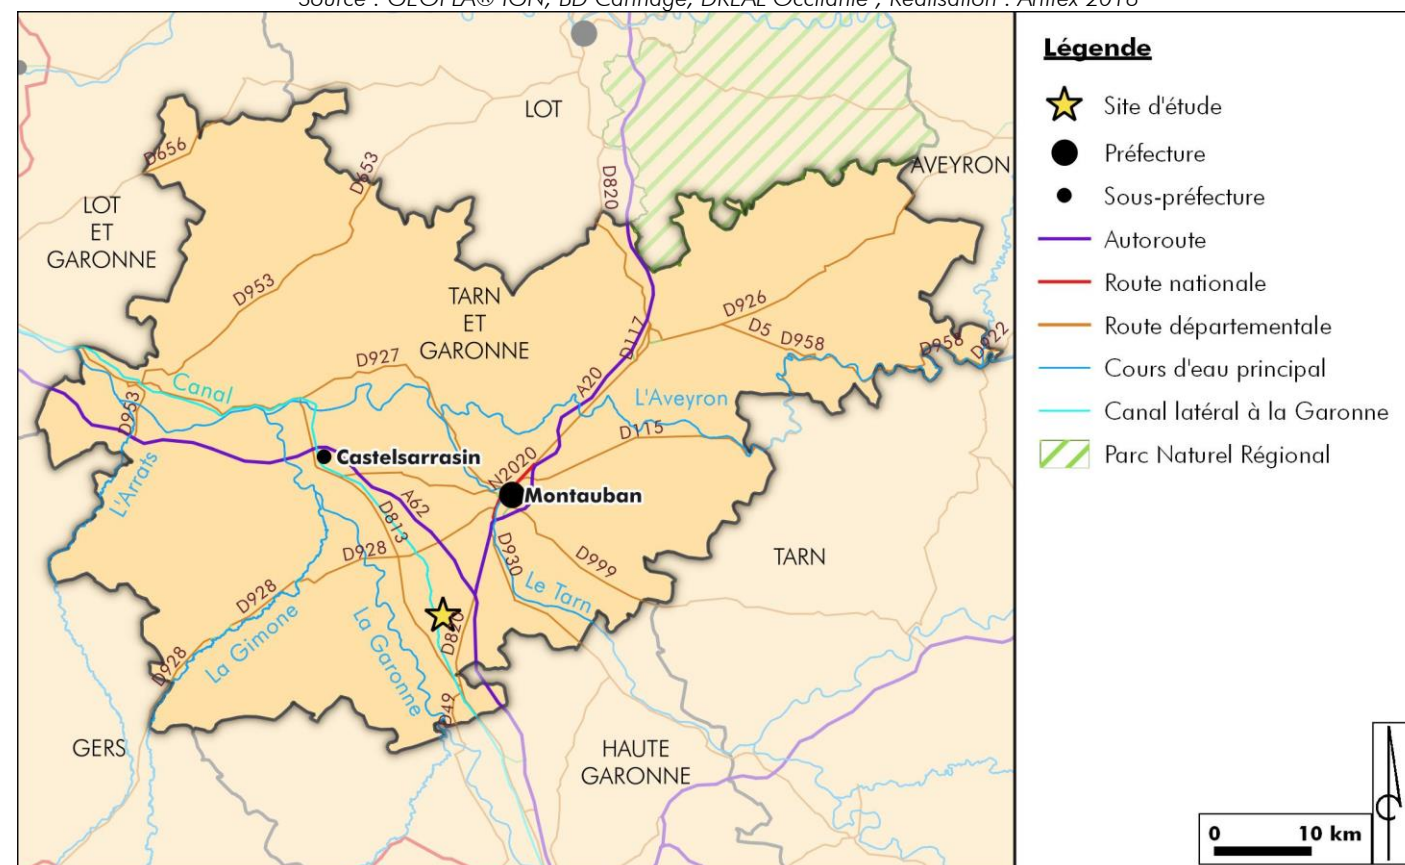 LOT
D656
D653
D820
AVEYRON
LOT
ET
GARONNE
D953
TARN
ET
GARONNE
D926
D5
D958
D958
D922
D117
D927
Canal
A20
L'Aveyron
D953
D115
Castelsarrasin
N2020
Montauban
L'Arrats
A62
D813
D928
D930
D999
TARN
Le Tarn
D928
La Gimone
La Garonne
D820
D928
D49
GERS
HAUTE
GARONNE
Légende
Site d'étude
Préfecture
Sous-préfecture
Autoroute
Route nationale
Route départementale
Cours d'eau principal
Canal latéral à la Garonne
Parc Naturel Régional
0 10 km